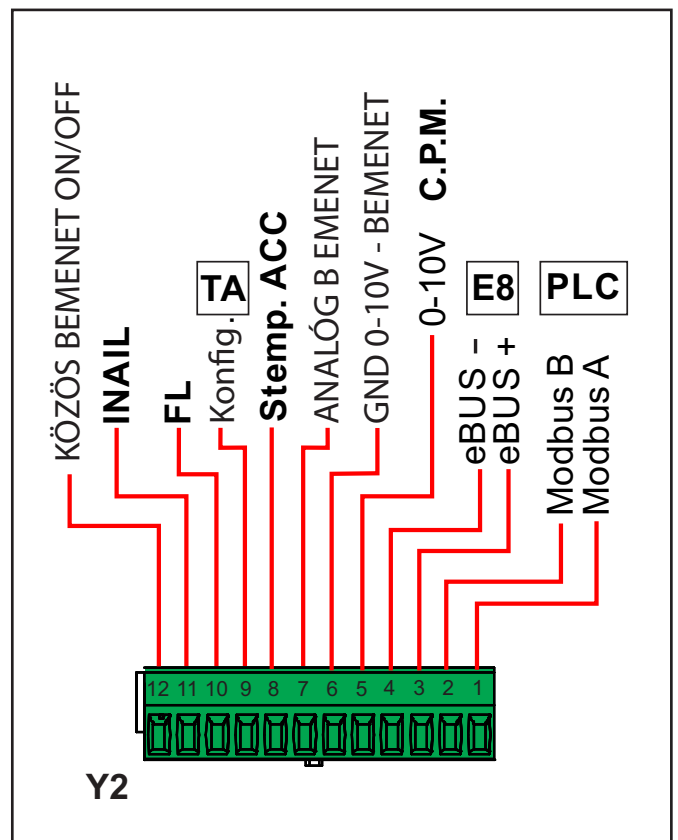 KÖZÖS BEMENET ON/OFF
INAIL
FL
TA
Konfig.
Stemp. ACC
ANALÓG B EMENET
GND 0-10V - BEMENET
0-10V C.P.M.
E8
eBUS -
eBUS +
PLC
Modbus B
Modbus A
12 11 10 9 8 7 6 5 4 3 2 1
Y2